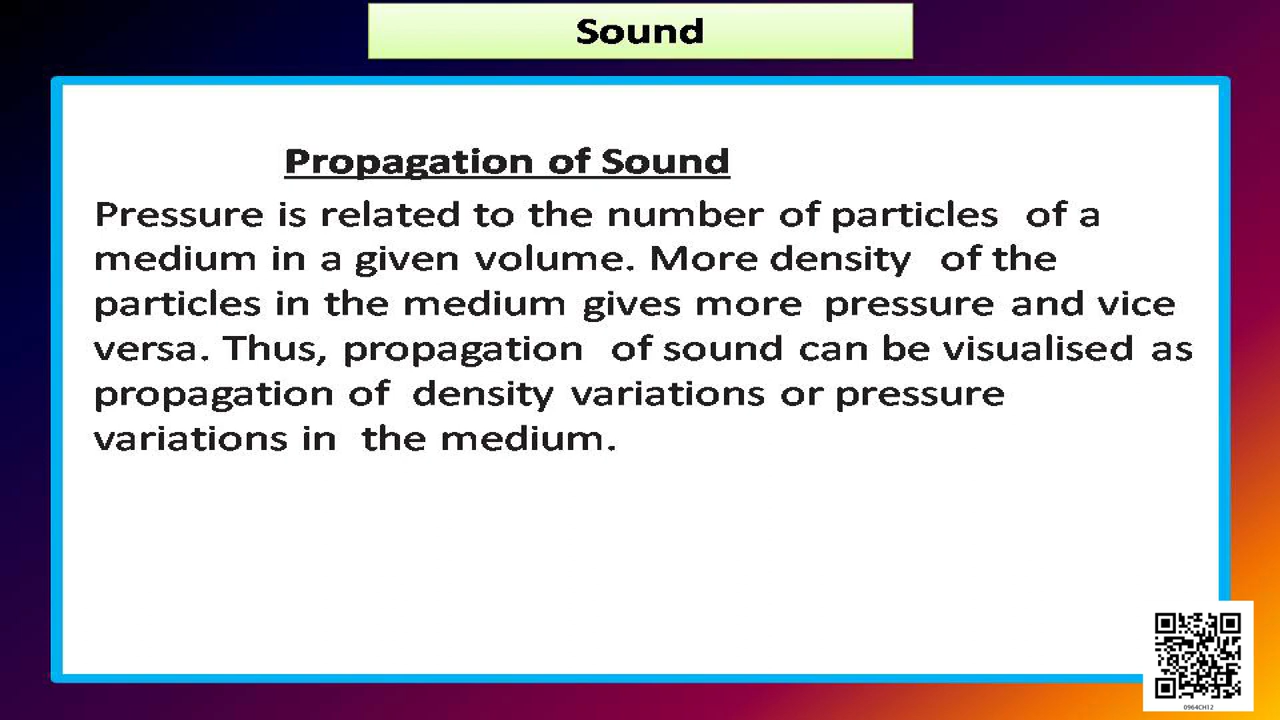 Sound
Propagation of Sound
Pressure is related to the number of particles of a
medium in a given volume. More density of the
particles in the medium gives more pressure and vice
versa. Thus, propagation of sound can be visualised as
propagation of density variations or pressure
variations in the medium.
0964CH12